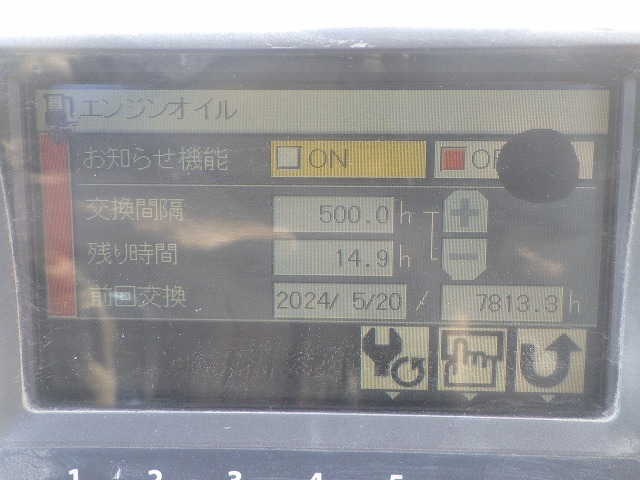 エンジンオイル
お知らせ機能 ON
交換間隔 500.0 h
残り時間 14.9 h
前回交換 2024/ 5/20 / 7813.3 h
1 2 3 4 5